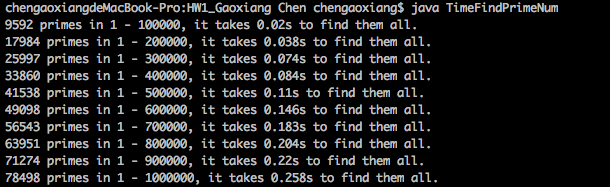 chengaoxiangdeMacBook-Pro:HW1_Gaoxiang Chen chengaoxiang$ java TimeFindPrimeNum
9592 primes in 1 - 100000, it takes 0.02s to find them all.
17984 primes in 1 - 200000, it takes 0.038s to find them all.
25997 primes in 1 - 300000, it takes 0.074s to find them all.
33860 primes in 1 - 400000, it takes 0.084s to find them all.
41538 primes in 1 - 500000, it takes 0.11s to find them all.
49098 primes in 1 - 600000, it takes 0.146s to find them all.
56543 primes in 1 - 700000, it takes 0.183s to find them all.
63951 primes in 1 - 800000, it takes 0.204s to find them all.
71274 primes in 1 - 900000, it takes 0.22s to find them all.
78498 primes in 1 - 1000000, it takes 0.258s to find them all.